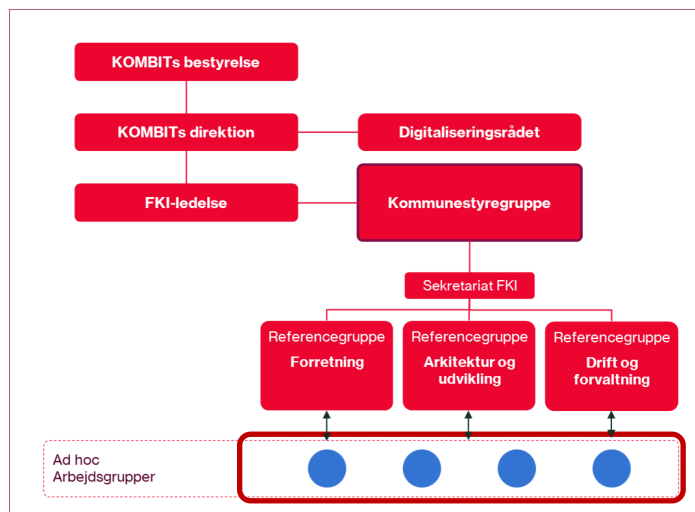 KOMBITs bestyrelse
KOMBITs direktion
Digitaliseringsrådet
FKI-ledelse
Kommunestyregruppe
Sekretariat FKI
Referencegruppe
Forretning
Referencegruppe
Arkitektur og
udvikling
Referencegruppe
Drift og
forvaltning
Ad hoc
Arbejdsgrupper